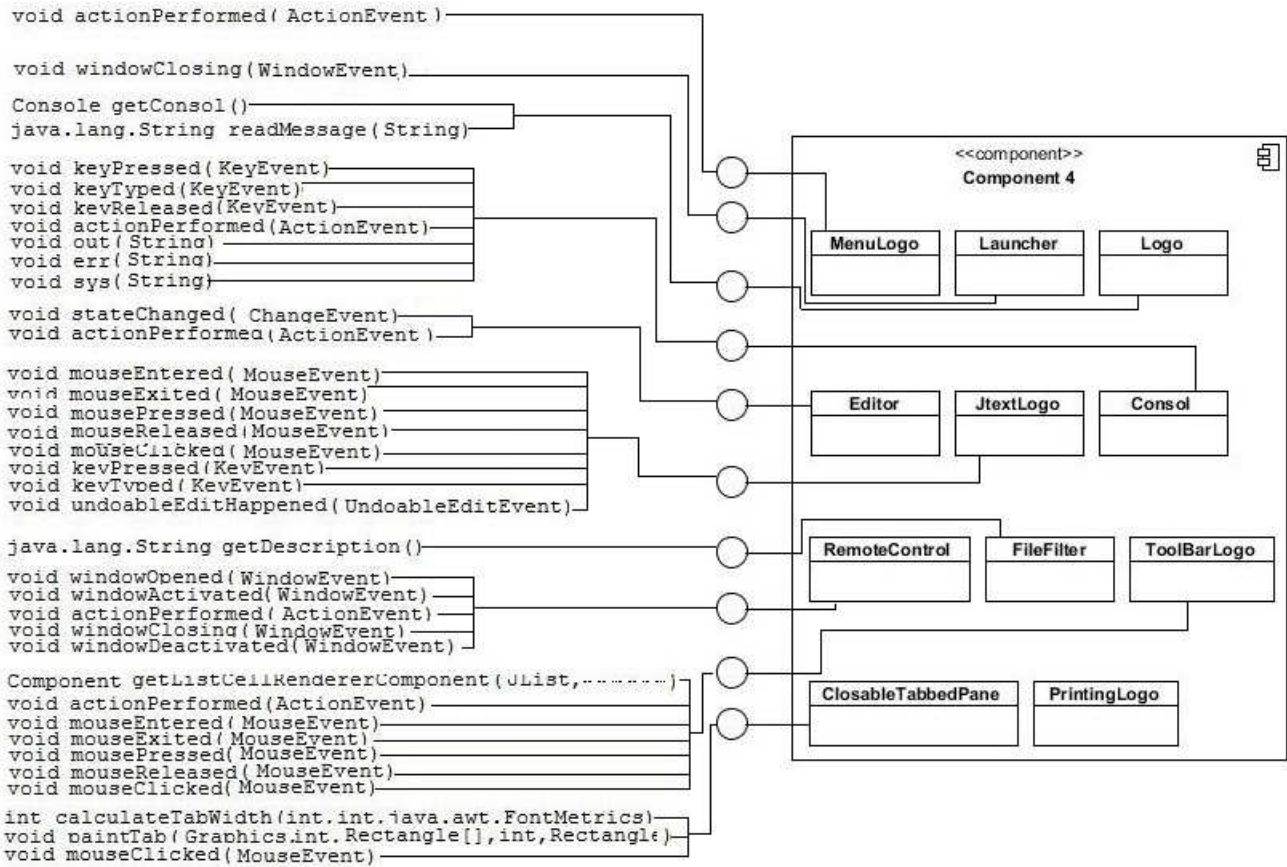 void actionPerformed( ActionEvent )
void windowClosing(WindowEvent)
Console getConsol()
java.lang.String readMessage(String)
void keyPressed(KeyEvent)
void keyTyped(KeyEvent)
void keyReleased(KeyEvent)
void actionPerformed(ActionEvent)
void out(String)
void err(String)
void sys(String)
void stateChanged( ChangeEvent)
void actionPerformed(ActionEvent)
void mouseEntered( MouseEvent)
void mouseExited( MouseEvent)
void mousePressed(MouseEvent)
void mouseReleased(MouseEvent)
void mouseClicked( MouseEvent)
void keyPressed(KeyEvent)
void keyTyped(KeyEvent)
void undoableEditHappened(UndoableEditEvent)
java.lang.String getDescription()
void windowOpened(WindowEvent)
void windowActivated(WindowEvent)
void actionPerformed(ActionEvent)
void windowClosing(WindowEvent)
void windowDeactivated(WindowEvent)
Component getListCellRendererComponent(JList,-------)
void actionPerformed(ActionEvent)
void mouseEntered(MouseEvent)
void mouseExited(MouseEvent)
void mousePressed(MouseEvent)
void mouseReleased(MouseEvent)
void mouseClicked(MouseEvent)
int calculateTabWidth(int.int.java.awt.FontMetrics)
void paintTab(Graphics.int.Rectangle[],int,Rectangle)
void mouseClicked(MouseEvent)
<<component>>
Component 4
MenuLogo
Launcher
Logo
Editor
JtextLogo
Consol
RemoteControl
FileFilter
ToolBarLogo
ClosableTabbedPane
PrintingLogo